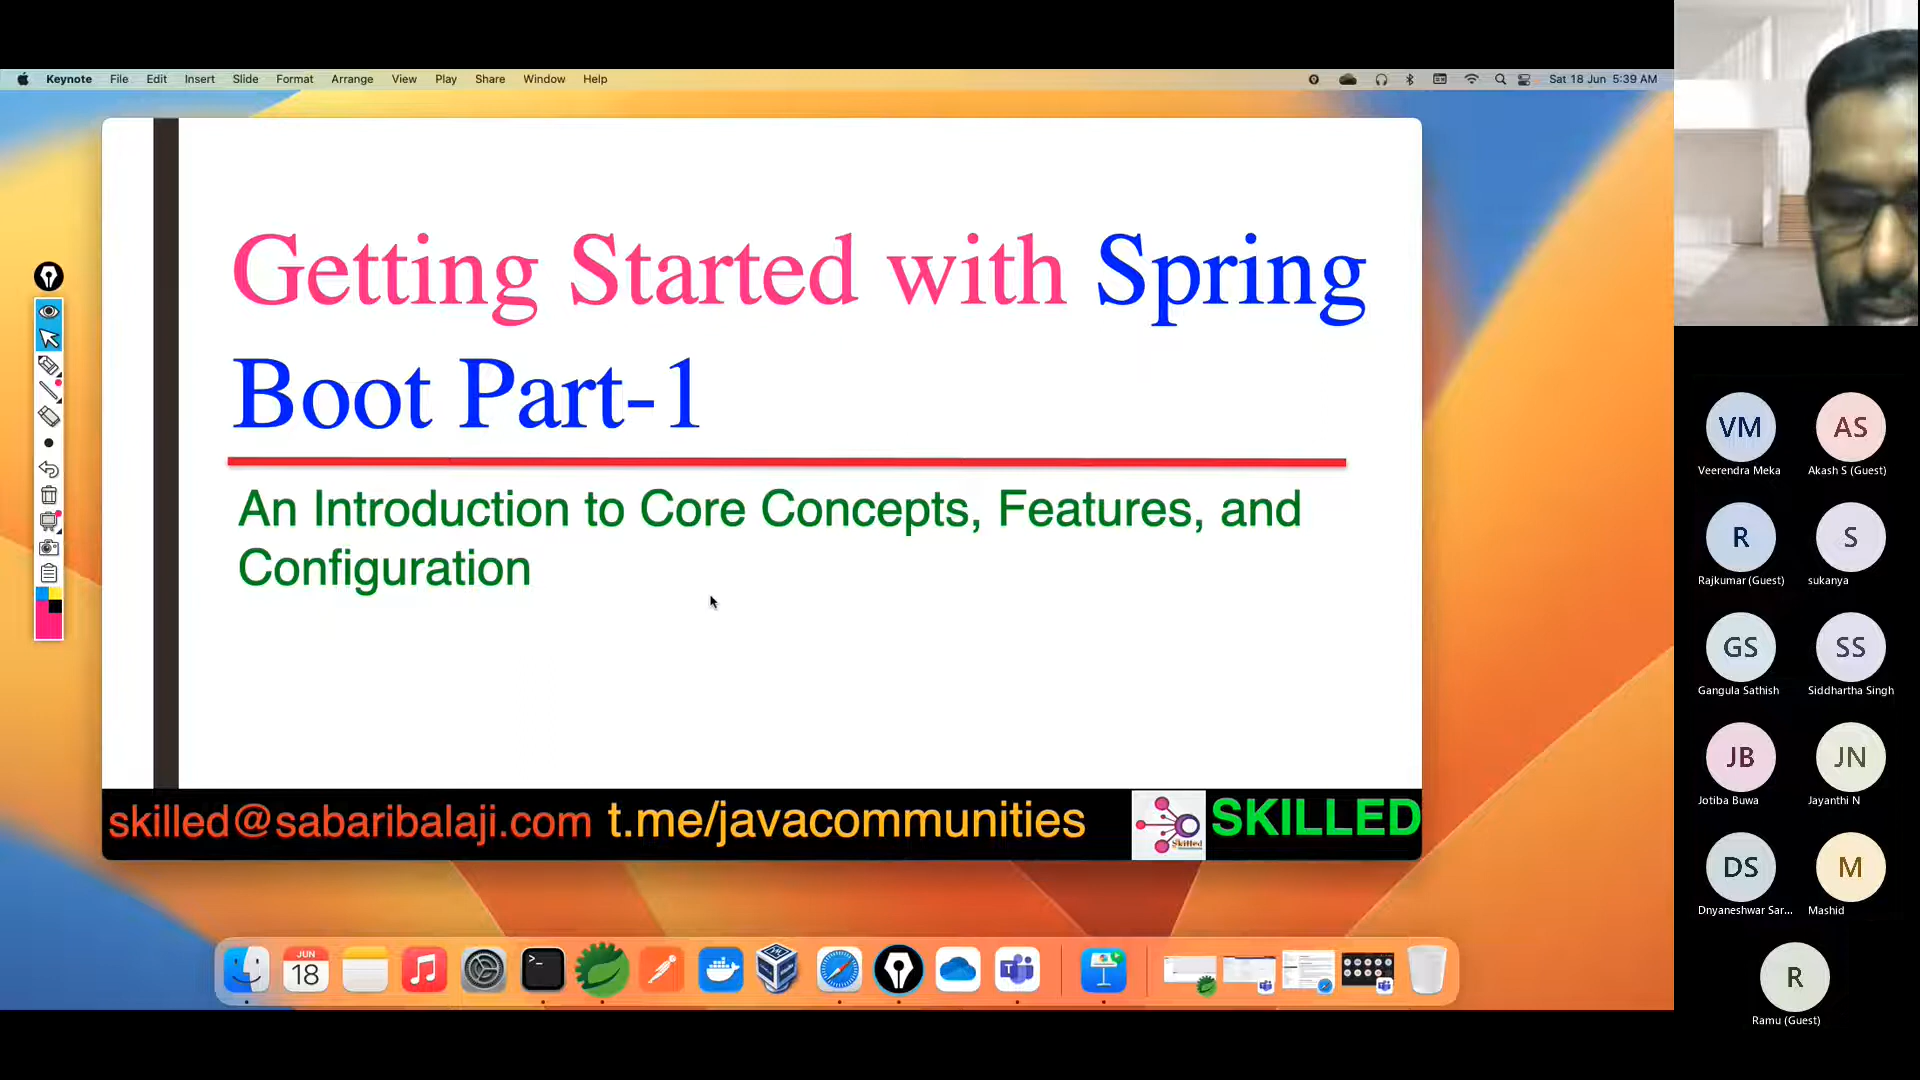 Keynote File Edit Insert Slide Format Arrange View Play Share Window Help Sat 18 Jun 5:39 AM
Getting Started with Spring
Boot Part-1
An Introduction to Core Concepts, Features, and
Configuration
skilled@sabaribalaji.com t.me/javacommunities SKILLED
Skilled
JUN
18
VM AS
Veerendra Meka Akash S (Guest)
R S
Rajkumar (Guest) sukanya
GS SS
Gangula Sathish Siddhartha Singh
JB JN
Jotiba Buwa Jayanthi N
DS M
Dnyaneshwar Sar... Mashid
R
Ramu (Guest)